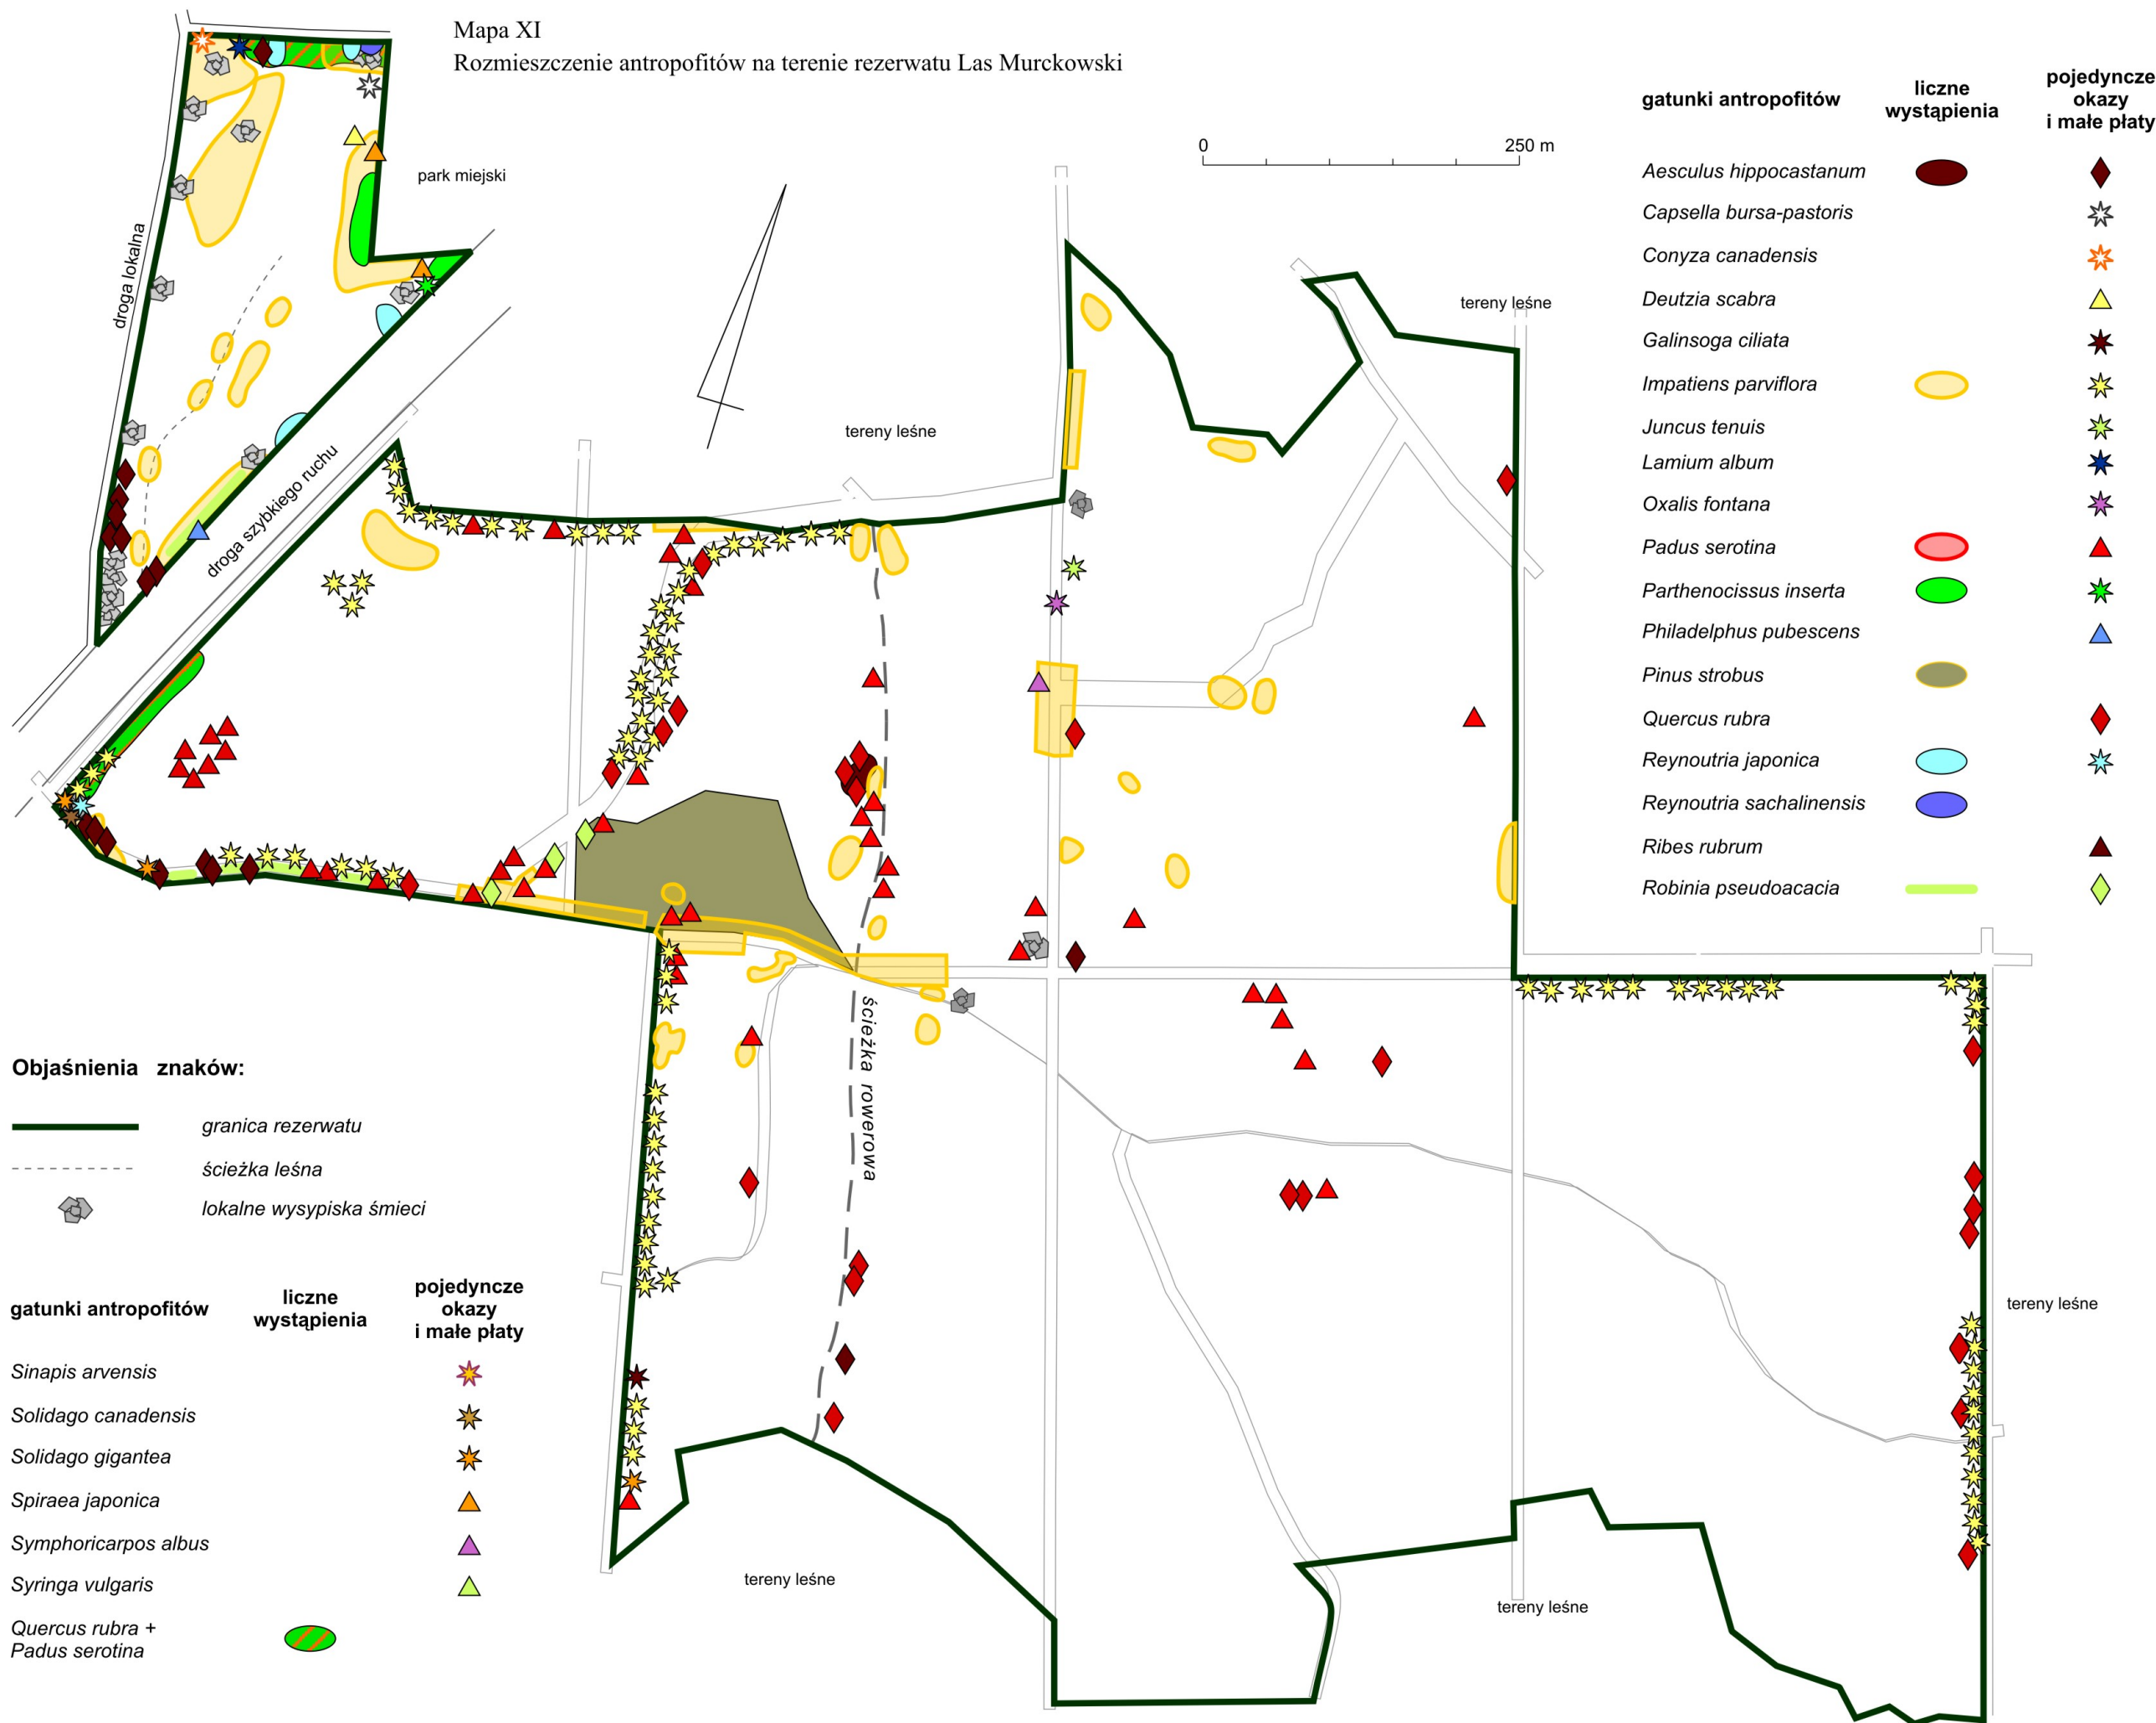 Mapa XI
Rozmieszczenie antropofitów na terenie rezerwatu Las Murckowski
park miejski
droga lokalna
droga szybkiego ruchu
tereny leśne
0 250 m
tereny leśne
ścieżka rowerowa
tereny leśne
tereny leśne
tereny leśne
gatunki antropofitów
liczne
wystąpienia
pojedyncze
okazy
i małe płaty
Aesculus hippocastanum
Capsella bursa-pastoris
Conyza canadensis
Deutzia scabra
Galinsoga ciliata
Impatiens parviflora
Juncus tenuis
Lamium album
Oxalis fontana
Padus serotina
Parthenocissus inserta
Philadelphus pubescens
Pinus strobus
Quercus rubra
Reynoutria japonica
Reynoutria sachalinensis
Ribes rubrum
Robinia pseudoacacia
Objaśnienia znaków:
granica rezerwatu
ścieżka leśna
lokalne wysypiska śmieci
gatunki antropofitów
liczne
wystąpienia
pojedyncze
okazy
i małe płaty
Sinapis arvensis
Solidago canadensis
Solidago gigantea
Spiraea japonica
Symphoricarpos albus
Syringa vulgaris
Quercus rubra +
Padus serotina